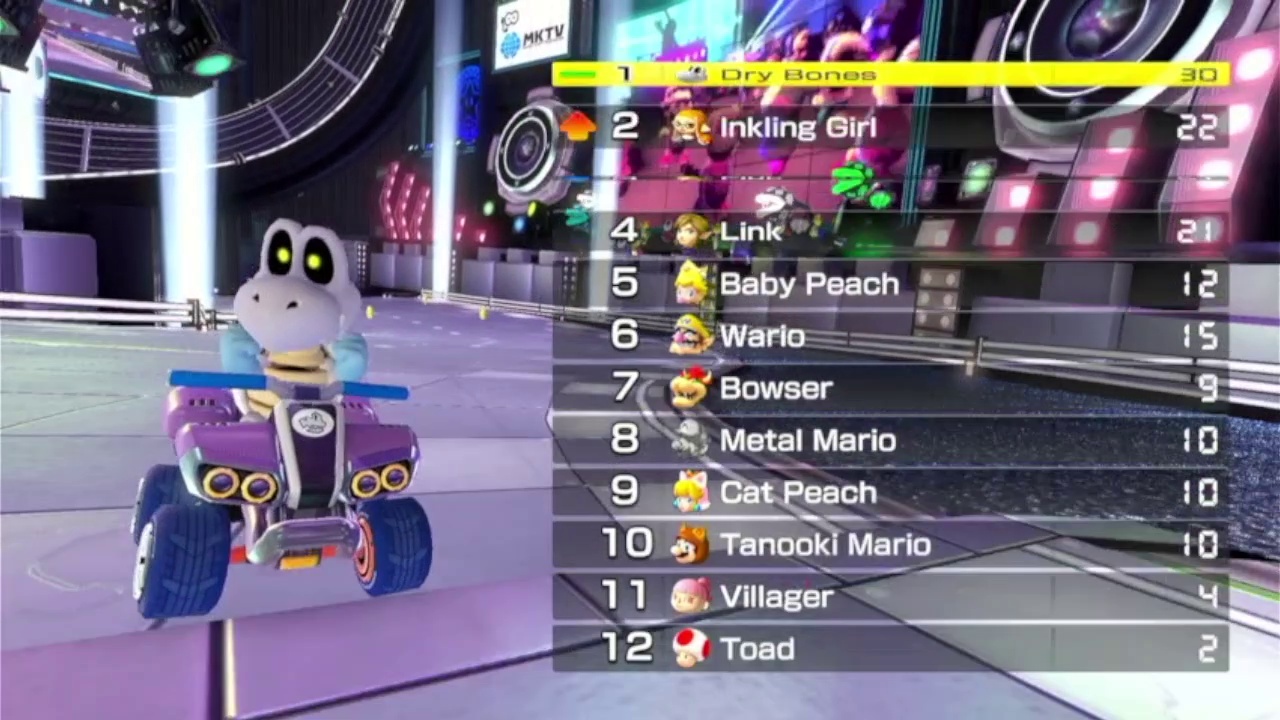 MKTV
1 Dry Bones 30
2 Inkling Girl 22
4 Link 21
5 Baby Peach 12
6 Wario 15
7 Bowser 9
8 Metal Mario 10
9 Cat Peach 10
10 Tanooki Mario 10
11 Villager 4
12 Toad 2